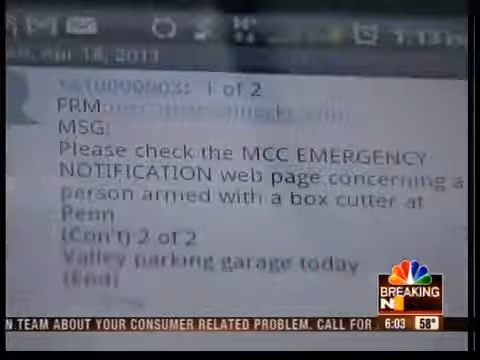 Apr 18, 2013
1 of 2
FRM:
MSG:
Please check the MCC EMERGENCY
NOTIFICATION web page concerning a
person armed with a box cutter at
Penn
(Con't) 2 of 2
Valley parking garage today
(End)
BREAKING
N
N TEAM ABOUT YOUR CONSUMER RELATED PROBLEM. CALL FOR
6:03 58°